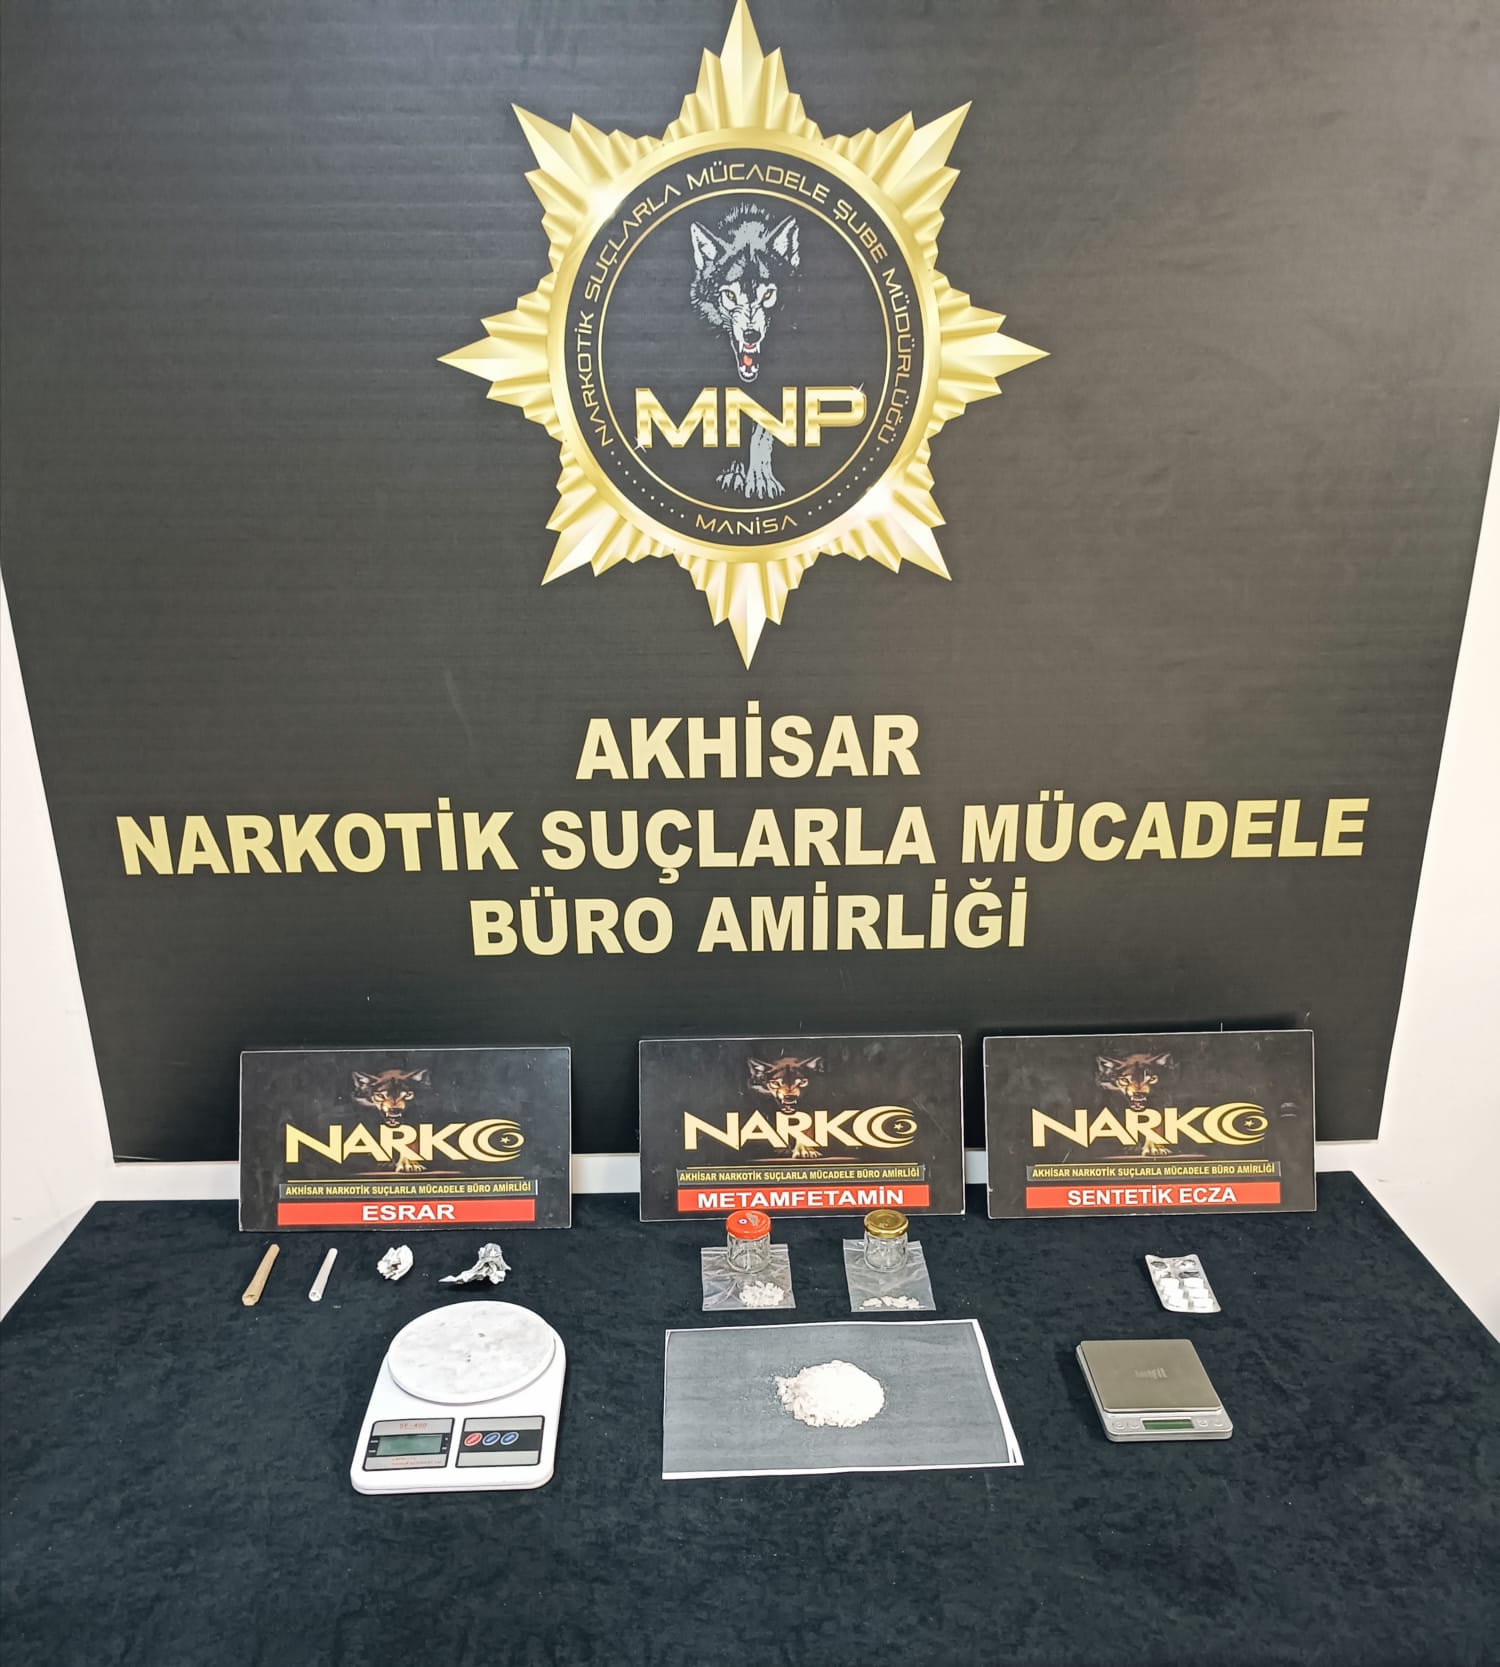 NARKOTİK SUÇLARLA MÜCADELE ŞUBE MÜDÜRLÜĞÜ
MNP
MANİSA
AKHİSAR
NARKOTİK SUÇLARLA MÜCADELE
BÜRO AMİRLİĞİ
NARKO
AKHİSAR NARKOTİK SUÇLARLA MÜCADELE BÜRO AMİRLİĞİ
ESRAR
NARKO
AKHİSAR NARKOTİK SUÇLARLA MÜCADELE BÜRO AMİRLİĞİ
METAMFETAMİN
NARKO
AKHİSAR NARKOTİK SUÇLARLA MÜCADELE BÜRO AMİRLİĞİ
SENTETİK ECZA